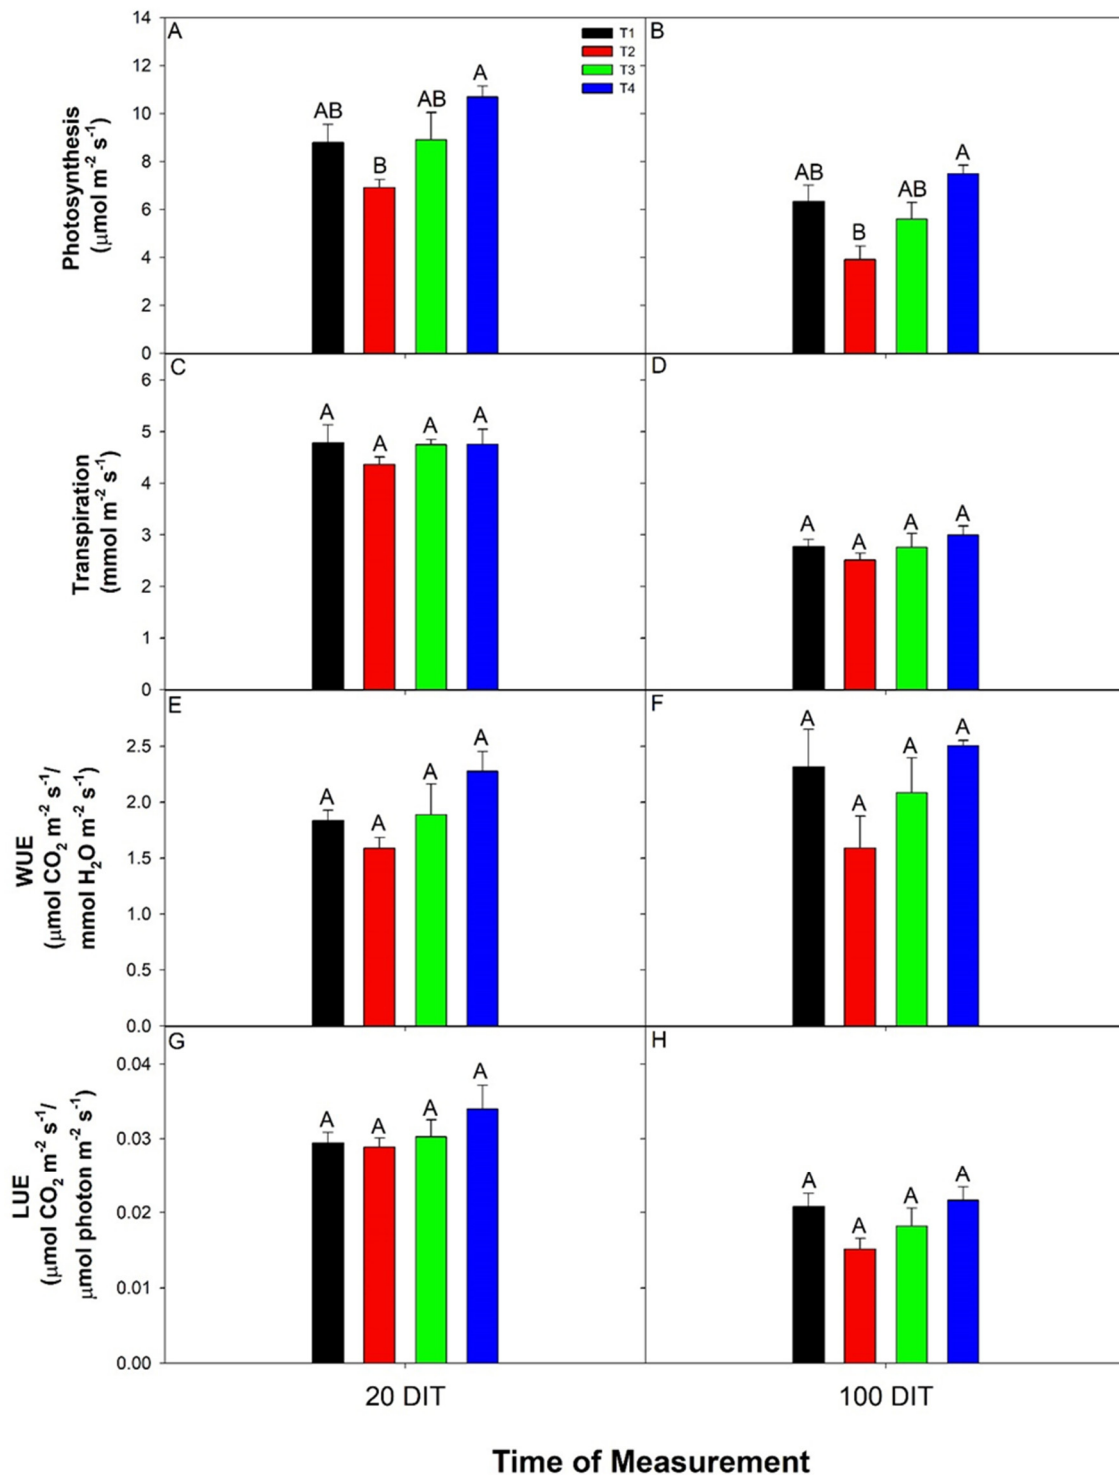 A
B
T1
T2
T3
T4
Photosynthesis
(μmol m-2 s-1)
14
12
10
8
6
4
2
0
AB
B
AB
A
AB
B
AB
A
C
D
Transpiration
(mmol m-2 s-1)
6
5
4
3
2
1
0
A
A
A
A
A
A
A
A
E
F
WUE
(μmol CO2 m-2 s-1/
mmol H2O m-2 s-1)
2.5
2.0
1.5
1.0
0.5
0.0
A
A
A
A
A
A
A
A
G
H
LUE
(μmol CO2 m-2 s-1/
μmol photon m-2 s-1)
0.04
0.03
0.02
0.01
0.00
A
A
A
A
A
A
A
A
20 DIT
100 DIT
Time of Measurement